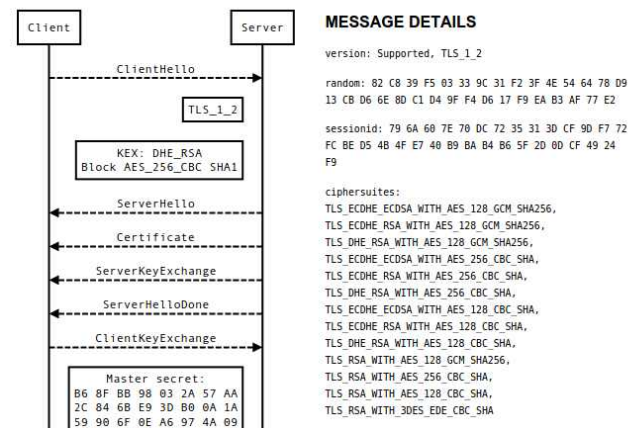 Client
Server
ClientHello
TLS_1_2
KEX: DHE_RSA
Block AES_256_CBC SHA1
ServerHello
Certificate
ServerKeyExchange
ServerHelloDone
ClientKeyExchange
Master secret:
B6 8F BB 98 03 2A 57 AA
2C 84 6B E9 3D B0 0A 1A
59 90 6F 0E A6 97 4A 09
MESSAGE DETAILS
version: Supported, TLS_1_2
random: 82 C8 39 F5 03 33 9C 31 F2 3F 4E 54 64 78 D9
13 CB D6 6E 8D C1 D4 9F F4 D6 17 F9 EA B3 AF 77 E2
sessionid: 79 6A 60 7E 70 DC 72 35 31 3D CF 9D F7 72
FC BE D5 4B 4F E7 40 B9 BA B4 B6 5F 2D 0D CF 49 24
F9
ciphersuites:
TLS_ECDHE_ECDSA_WITH_AES_128_GCM_SHA256,
TLS_ECDHE_RSA_WITH_AES_128_GCM_SHA256,
TLS_DHE_RSA_WITH_AES_128_GCM_SHA256,
TLS_ECDHE_ECDSA_WITH_AES_256_CBC_SHA,
TLS_ECDHE_RSA_WITH_AES_256_CBC_SHA,
TLS_DHE_RSA_WITH_AES_256_CBC_SHA,
TLS_ECDHE_ECDSA_WITH_AES_128_CBC_SHA,
TLS_ECDHE_RSA_WITH_AES_128_CBC_SHA,
TLS_DHE_RSA_WITH_AES_128_CBC_SHA,
TLS_RSA_WITH_AES_128_GCM_SHA256,
TLS_RSA_WITH_AES_256_CBC_SHA,
TLS_RSA_WITH_AES_128_CBC_SHA,
TLS_RSA_WITH_3DES_EDE_CBC_SHA